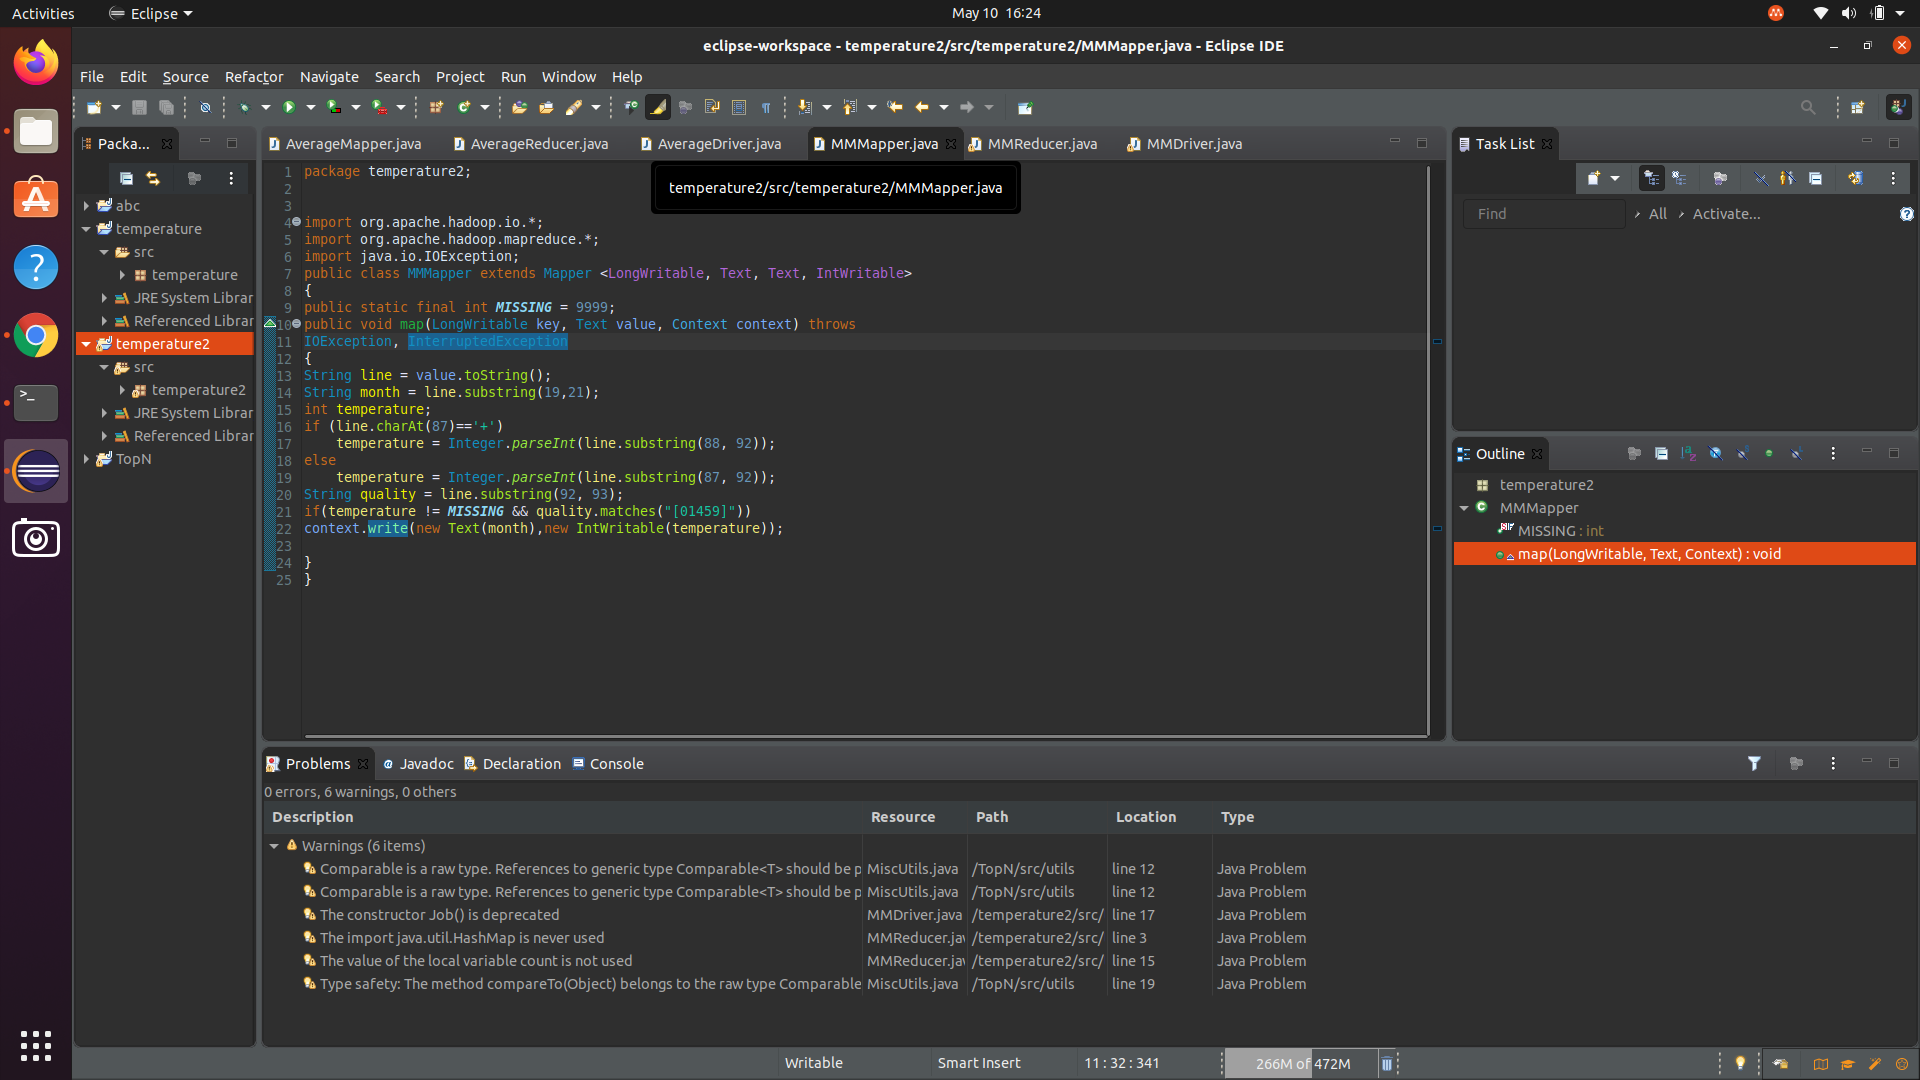 Activities
Eclipse
May 10 16:24
eclipse-workspace - temperature2/src/temperature2/MMMapper.java - Eclipse IDE
File Edit Source Refactor Navigate Search Project Run Window Help
Packa...
abc
temperature
src
temperature
JRE System Librar
Referenced Librar
temperature2
src
temperature2
JRE System Librar
Referenced Librar
TopN
AverageMapper.java AverageReducer.java AverageDriver.java MMMapper.java MMReducer.java MMDriver.java
temperature2/src/temperature2/MMMapper.java
1 package temperature2;
2
3
4 import org.apache.hadoop.io.*;
5 import org.apache.hadoop.mapreduce.*;
6 import java.io.IOException;
7 public class MMMapper extends Mapper <LongWritable, Text, Text, IntWritable>
8 {
9 public static final int MISSING = 9999;
10 public void map(LongWritable key, Text value, Context context) throws
11 IOException, InterruptedException
12 {
13 String line = value.toString();
14 String month = line.substring(19,21);
15 int temperature;
16 if (line.charAt(87)=='+')
17 temperature = Integer.parseInt(line.substring(88, 92));
18 else
19 temperature = Integer.parseInt(line.substring(87, 92));
20 String quality = line.substring(92, 93);
21 if(temperature != MISSING && quality.matches("[01459]"))
22 context.write(new Text(month),new IntWritable(temperature));
23
24 }
25 }
Task List
Find
All
Activate...
Outline
temperature2
MMMapper
MISSING : int
map(LongWritable, Text, Context) : void
Problems Javadoc Declaration Console
0 errors, 6 warnings, 0 others
Description Resource Path Location Type
Warnings (6 items)
Comparable is a raw type. References to generic type Comparable<T> should be p MiscUtils.java /TopN/src/utils line 12 Java Problem
Comparable is a raw type. References to generic type Comparable<T> should be p MiscUtils.java /TopN/src/utils line 12 Java Problem
The constructor Job() is deprecated MMDriver.java /temperature2/src/ line 17 Java Problem
The import java.util.HashMap is never used MMReducer.jav /temperature2/src/ line 3 Java Problem
The value of the local variable count is not used MMReducer.jav /temperature2/src/ line 15 Java Problem
Type safety: The method compareTo(Object) belongs to the raw type Comparable MiscUtils.java /TopN/src/utils line 19 Java Problem
Writable
Smart Insert
11 : 32 : 341
266M of 472M